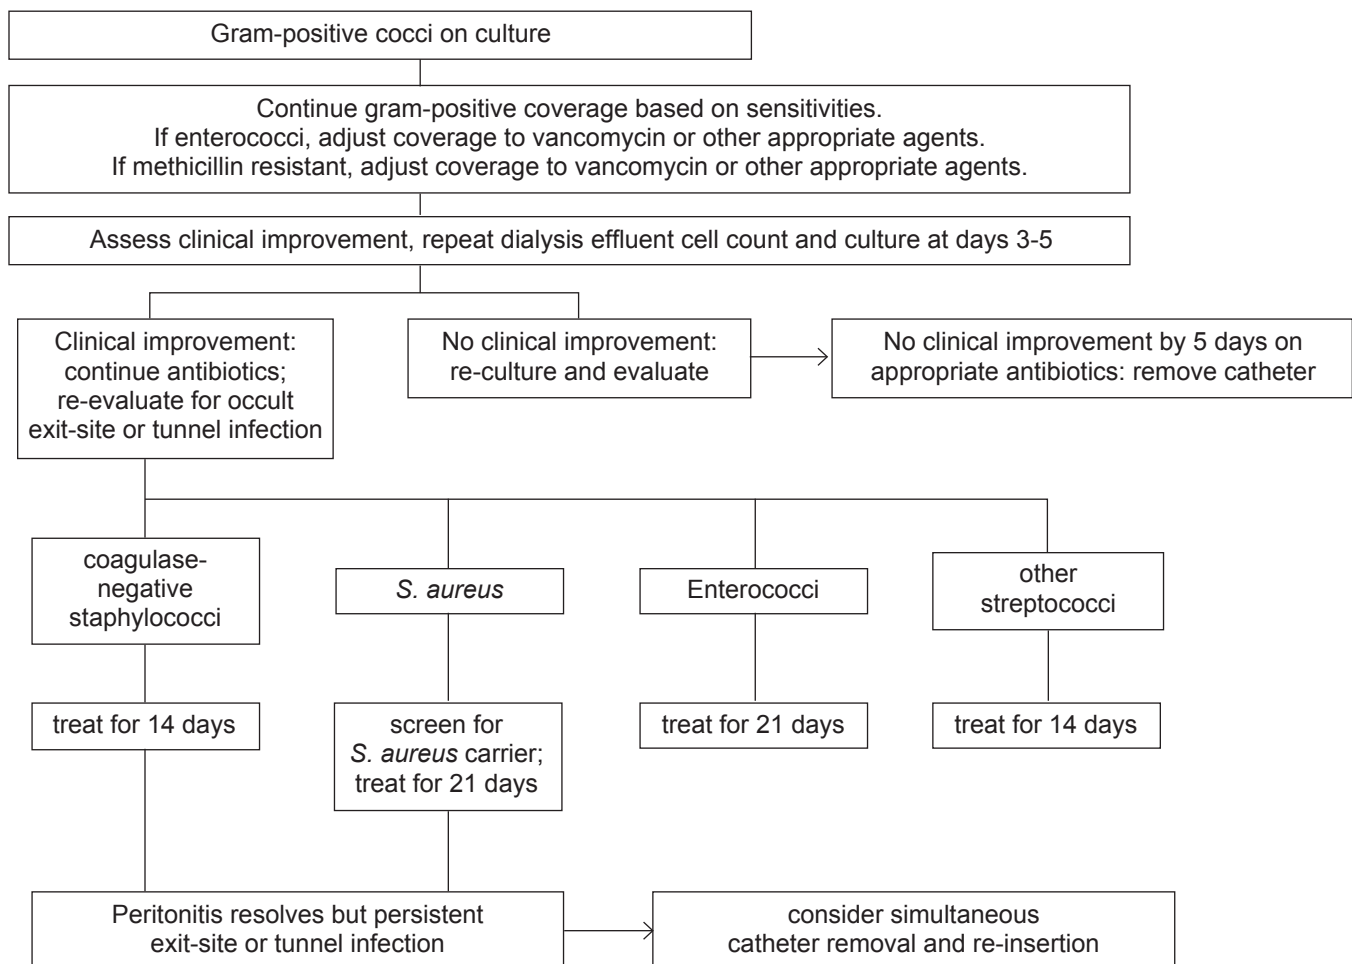 Gram-positive cocci on culture
Continue gram-positive coverage based on sensitivities.
If enterococci, adjust coverage to vancomycin or other appropriate agents.
If methicillin resistant, adjust coverage to vancomycin or other appropriate agents.
Assess clinical improvement, repeat dialysis effluent cell count and culture at days 3-5
Clinical improvement:
continue antibiotics;
re-evaluate for occult
exit-site or tunnel infection
No clinical improvement:
re-culture and evaluate
No clinical improvement by 5 days on
appropriate antibiotics: remove catheter
coagulase-
negative
staphylococci
S. aureus
Enterococci
other
streptococci
treat for 14 days
screen for
S. aureus carrier;
treat for 21 days
treat for 21 days
treat for 14 days
Peritonitis resolves but persistent
exit-site or tunnel infection
consider simultaneous
catheter removal and re-insertion